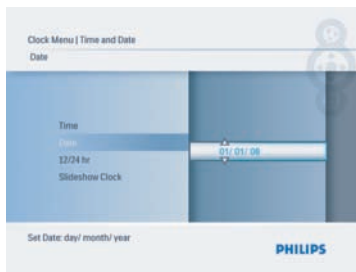 Clock Menu | Time and Date
Date
Time
Date
12/24 hr
Slideshow Clock
01/ 01/ 08
Set Date: day/ month/ year
PHILIPS